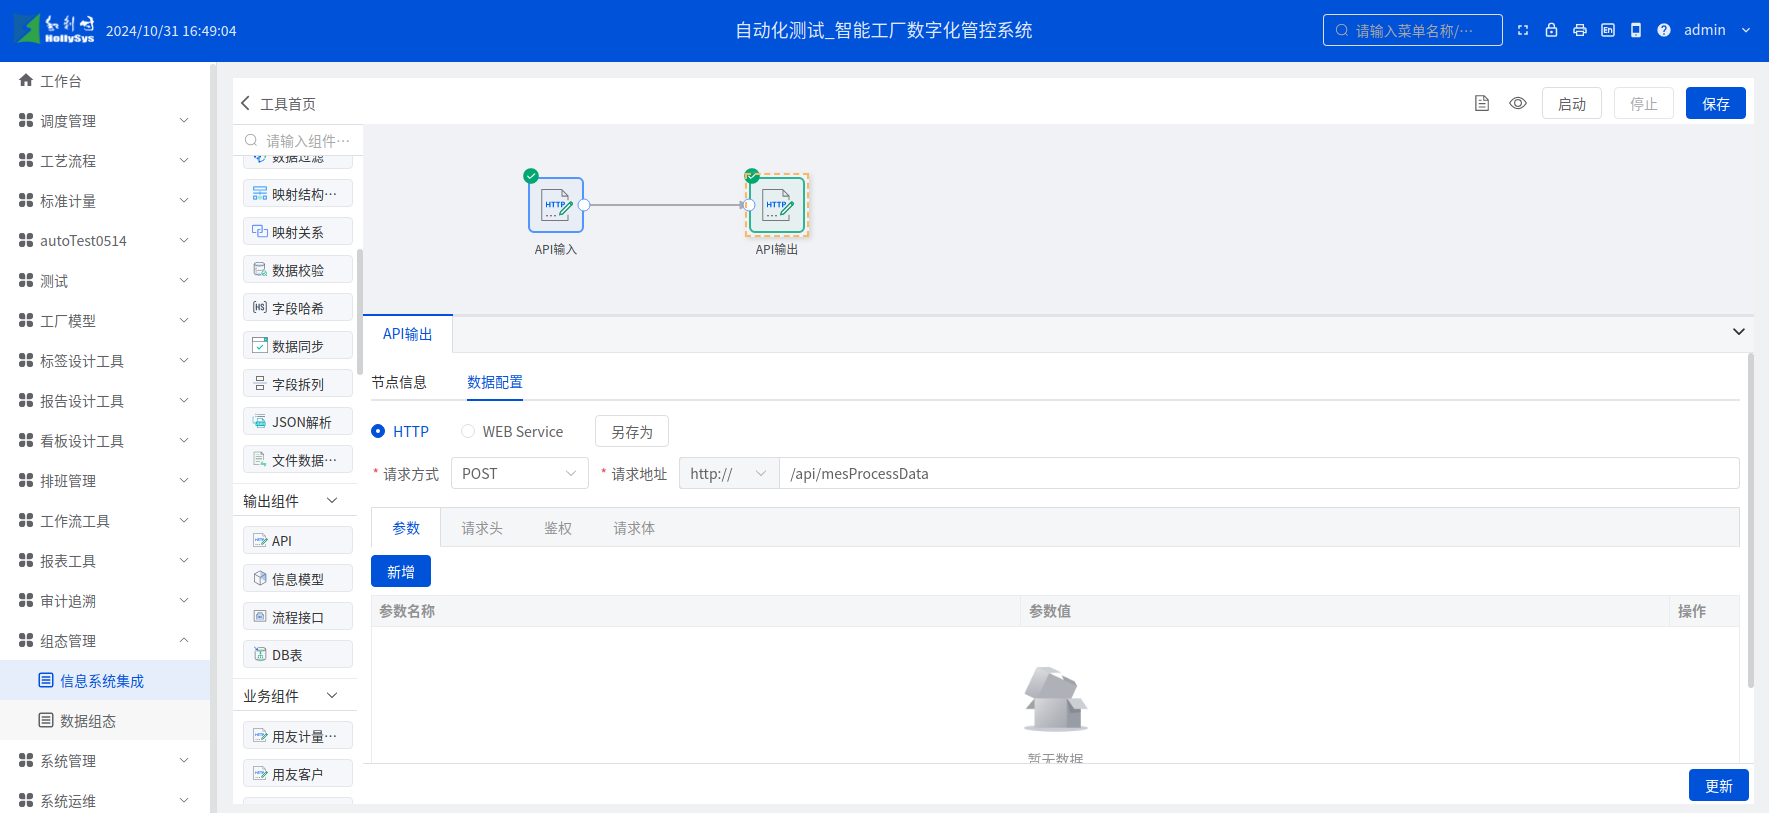 和利时 HollySys
2024/10/31 16:49:04
自动化测试_智能工厂数字化管控系统
请输入菜单名称/…
En
admin
工作台
调度管理
工艺流程
标准计量
autoTest0514
测试
工厂模型
标签设计工具
报告设计工具
看板设计工具
排班管理
工作流工具
报表工具
审计追溯
组态管理
信息系统集成
数据组态
系统管理
系统运维
工具首页
启动
停止
保存
请输入组件…
数据过滤
映射结构…
映射关系
数据校验
字段哈希
数据同步
字段拆列
JSON解析
文件数据…
输出组件
API
信息模型
流程接口
DB表
业务组件
用友计量…
用友客户
HTTP
API输入
HTTP
API输出
API输出
节点信息
数据配置
HTTP
WEB Service
另存为
* 请求方式
POST
* 请求地址
http://
/api/mesProcessData
参数
请求头
鉴权
请求体
新增
参数名称
参数值
操作
暂无数据
更新